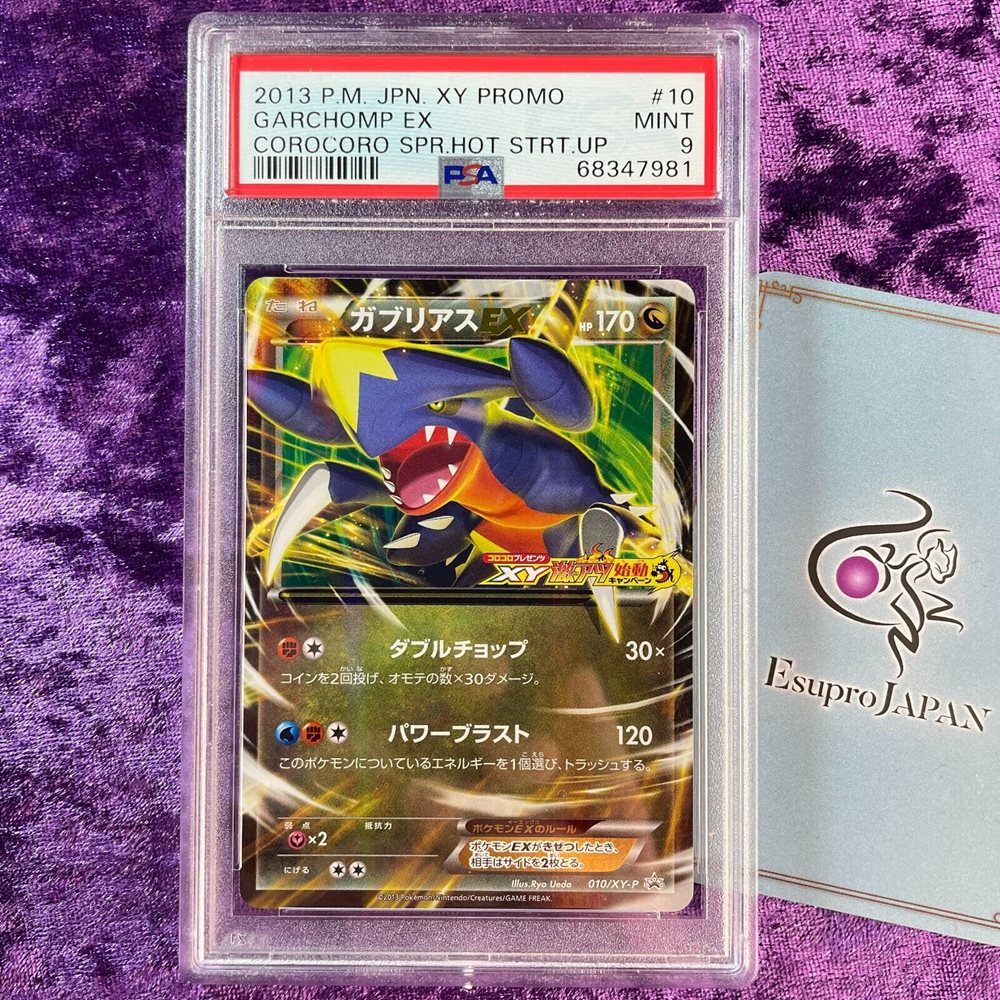 2013 P.M. JPN. XY PROMO #10
GARCHOMP EX MINT
COROCORO SPR.HOT STRT.UP 9
PSA 68347981
たね ガブリアスEX HP170
コロコロプレゼンツ
XY 激アツ 始動
キャンペーン
ダブルチョップ 30×
コインを2回投げ、オモテの数×30ダメージ。
パワーブラスト 120
このポケモンについているエネルギーを1個選び、トラッシュする。
弱点 抵抗力
×2
ポケモンEXのルール
ポケモンEXがきぜつしたとき、
相手はサイドを2枚とる。
にげる
Illus.Ryo Ueda 010/XY-P
©2013 Pokémon/Nintendo/Creatures/GAME FREAK.
EsuproJAPAN